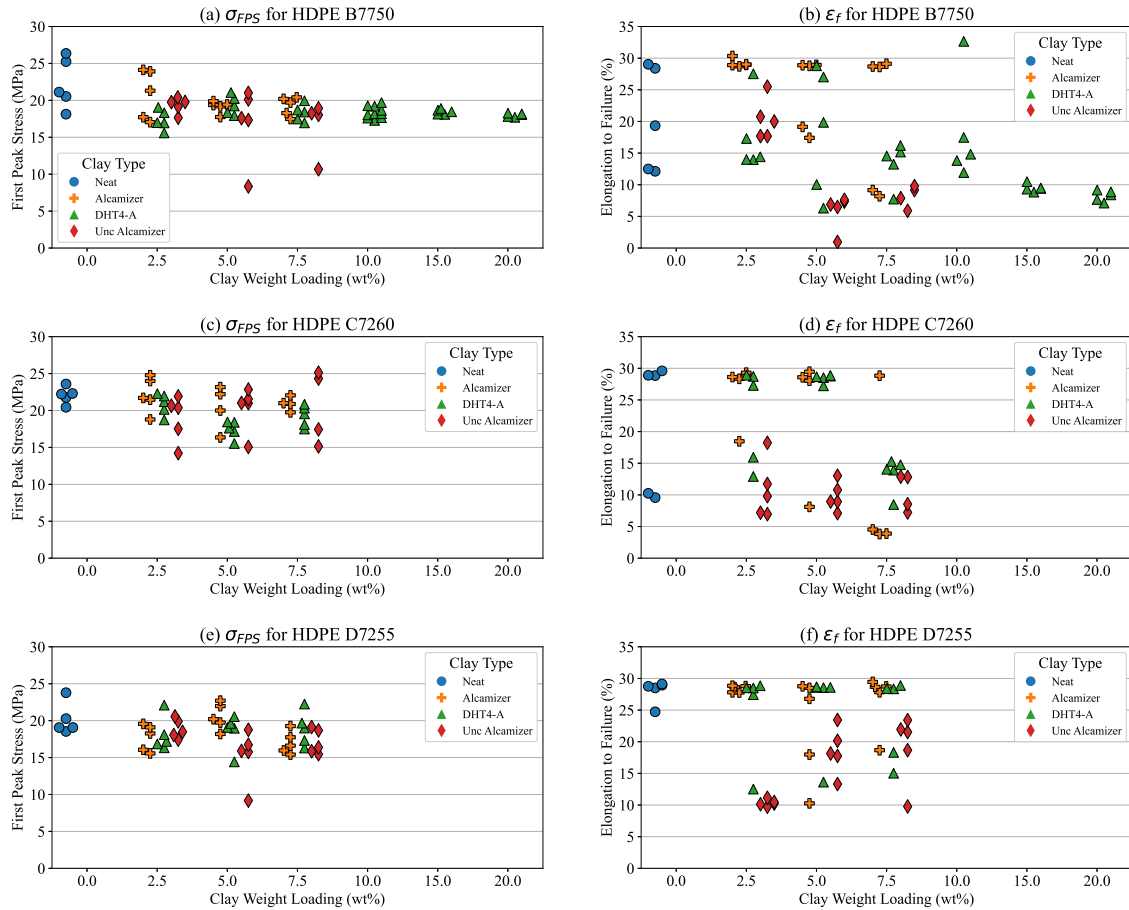 (a) σFPS for HDPE B7750
First Peak Stress (MPa)
30
25
20
15
10
5
0
Clay Type
Neat
Alcamizer
DHT4-A
Unc Alcamizer
0.0 2.5 5.0 7.5 10.0 15.0 20.0
Clay Weight Loading (wt%)
(b) εf for HDPE B7750
Elongation to Failure (%)
35
30
25
20
15
10
5
0
Clay Type
Neat
Alcamizer
DHT4-A
Unc Alcamizer
0.0 2.5 5.0 7.5 10.0 15.0 20.0
Clay Weight Loading (wt%)
(c) σFPS for HDPE C7260
First Peak Stress (MPa)
30
25
20
15
10
5
0
Clay Type
Neat
Alcamizer
DHT4-A
Unc Alcamizer
0.0 2.5 5.0 7.5 10.0 15.0 20.0
Clay Weight Loading (wt%)
(d) εf for HDPE C7260
Elongation to Failure (%)
35
30
25
20
15
10
5
0
Clay Type
Neat
Alcamizer
DHT4-A
Unc Alcamizer
0.0 2.5 5.0 7.5 10.0 15.0 20.0
Clay Weight Loading (wt%)
(e) σFPS for HDPE D7255
First Peak Stress (MPa)
30
25
20
15
10
5
0
Clay Type
Neat
Alcamizer
DHT4-A
Unc Alcamizer
0.0 2.5 5.0 7.5 10.0 15.0 20.0
Clay Weight Loading (wt%)
(f) εf for HDPE D7255
Elongation to Failure (%)
35
30
25
20
15
10
5
0
Clay Type
Neat
Alcamizer
DHT4-A
Unc Alcamizer
0.0 2.5 5.0 7.5 10.0 15.0 20.0
Clay Weight Loading (wt%)